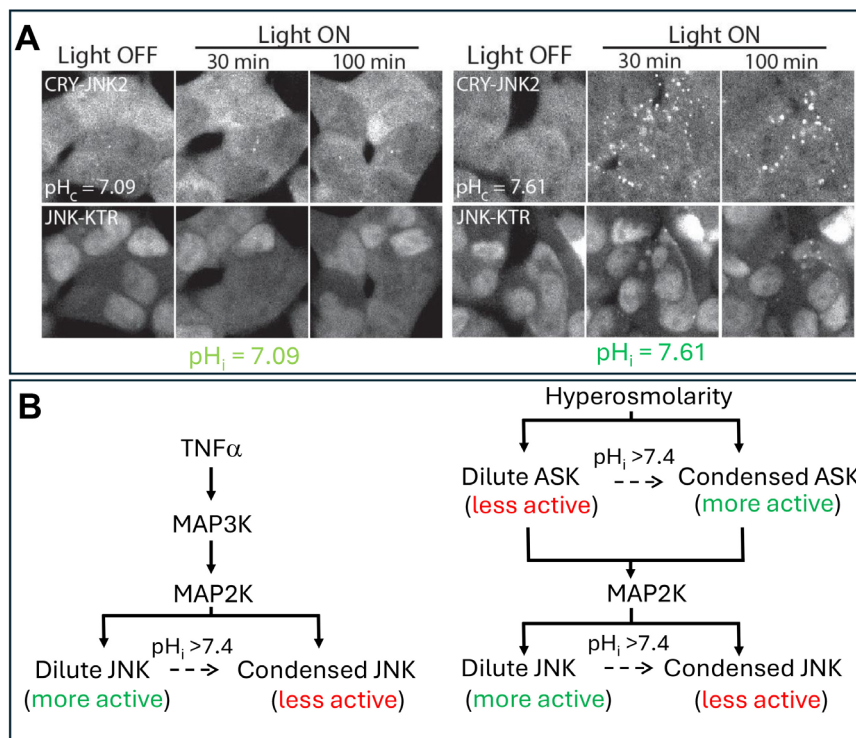 A
Light OFF
Light ON
30 min
100 min
CRY-JNK2
pHc = 7.09
JNK-KTR
pHi = 7.09
Light OFF
Light ON
30 min
100 min
CRY-JNK2
pHc = 7.61
JNK-KTR
pHi = 7.61
B
TNFα
MAP3K
MAP2K
pHi >7.4
Dilute JNK
(more active)
Condensed JNK
(less active)
Hyperosmolarity
pHi >7.4
Dilute ASK
(less active)
Condensed ASK
(more active)
MAP2K
pHi >7.4
Dilute JNK
(more active)
Condensed JNK
(less active)